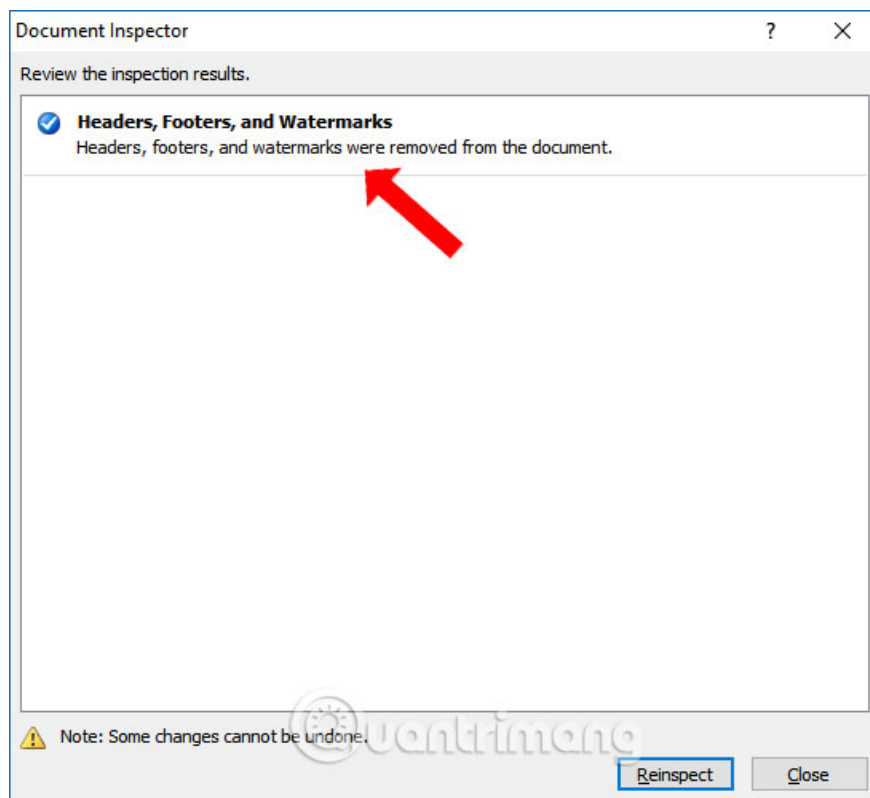 Document Inspector ?
Review the inspection results.
Headers, Footers, and Watermarks
Headers, footers, and watermarks were removed from the document.
Note: Some changes cannot be undone.
Quantrimang
Reinspect Close